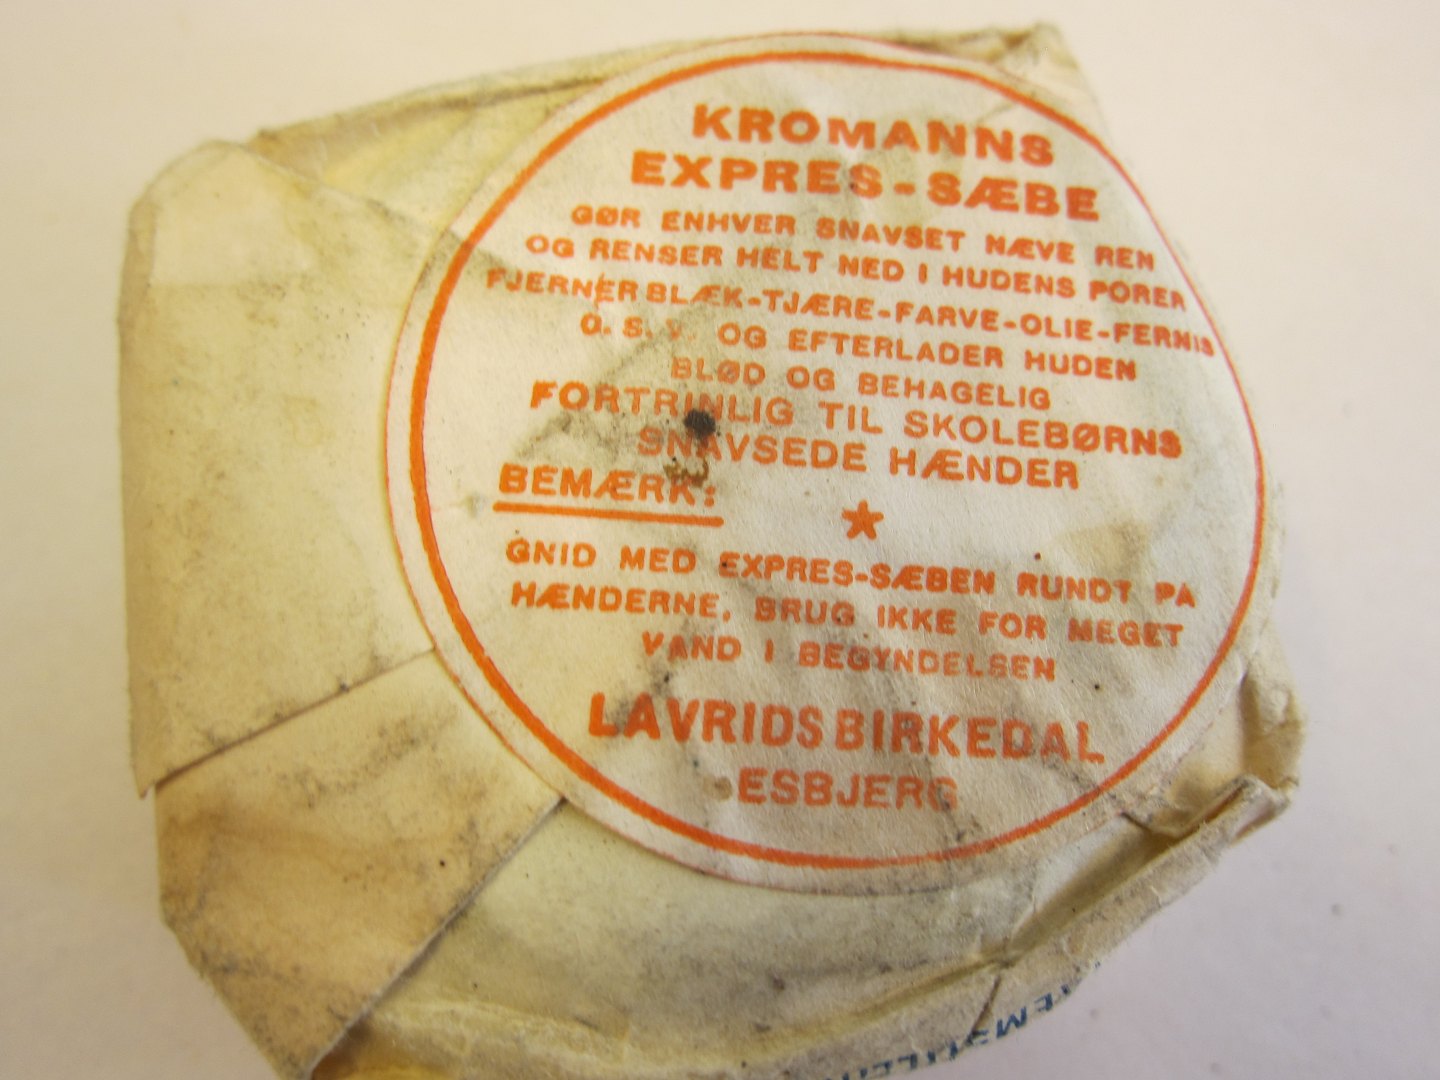 KROMANNS
EXPRES-SÆBE
GØR ENHVER SNAVSET NÆVE REN
OG RENSER HELT NED I HUDENS PORER
FJERNER BLÆK-TJÆRE-FARVE-OLIE-FERNIS
O. S. V. OG EFTERLADER HUDEN
BLØD OG BEHAGELIG
FORTRINLIG TIL SKOLEBØRNS
SNAVSEDE HÆNDER
BEMÆRK:
GNID MED EXPRES-SÆBEN RUNDT PA
HÆNDERNE, BRUG IKKE FOR MEGET
VAND I BEGYNDELSEN
LAVRIDS BIRKEDAL
ESBJERG